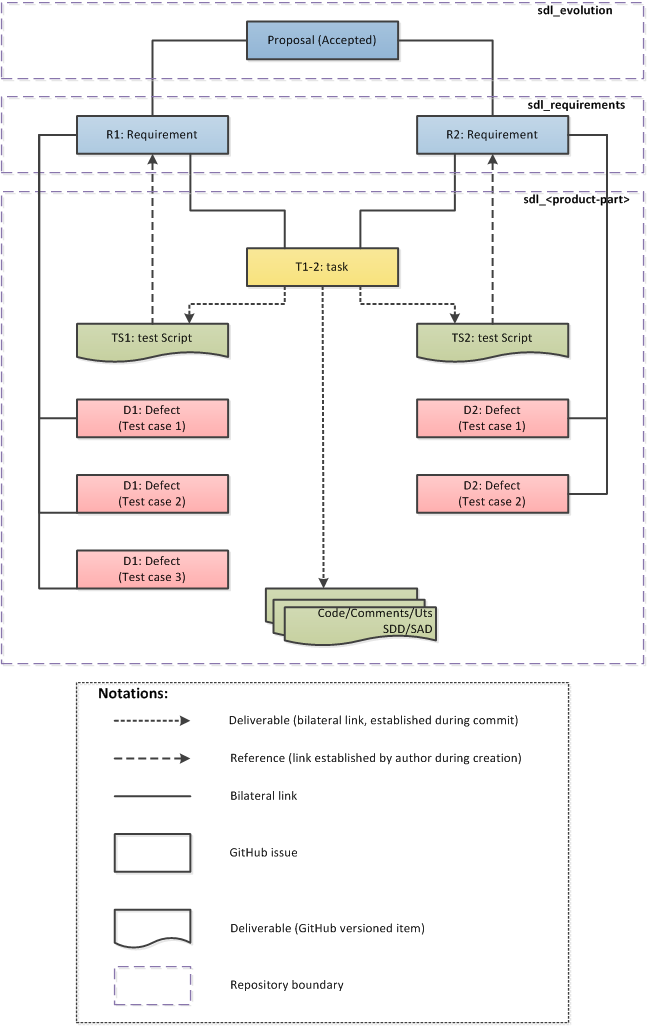 sdl_evolution
Proposal (Accepted)
sdl_requirements
R1: Requirement
R2: Requirement
sdl_<product-part>
T1-2: task
TS1: test Script
TS2: test Script
D1: Defect
(Test case 1)
D2: Defect
(Test case 1)
D1: Defect
(Test case 2)
D2: Defect
(Test case 2)
D1: Defect
(Test case 3)
Code/Comments/Uts
SDD/SAD
Notations:
Deliverable (bilateral link, established during commit)
Reference (link established by author during creation)
Bilateral link
GitHub issue
Deliverable (GitHub versioned item)
Repository boundary